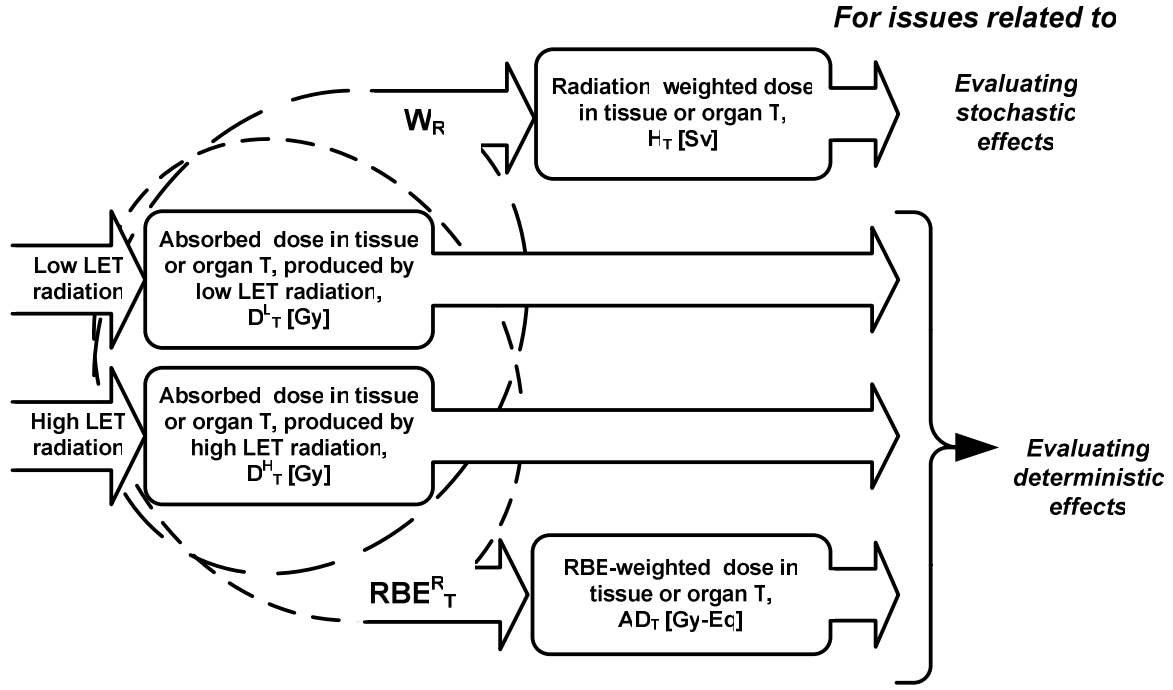 For issues related to
Radiation weighted dose
in tissue or organ T,
H_T [Sv]
Evaluating
stochastic
effects
W_R
Low LET
radiation
Absorbed dose in tissue
or organ T, produced by
low LET radiation,
D^L_T [Gy]
High LET
radiation
Absorbed dose in tissue
or organ T, produced by
high LET radiation,
D^H_T [Gy]
Evaluating
deterministic
effects
RBE^R_T
RBE-weighted dose in
tissue or organ T,
AD_T [Gy-Eq]